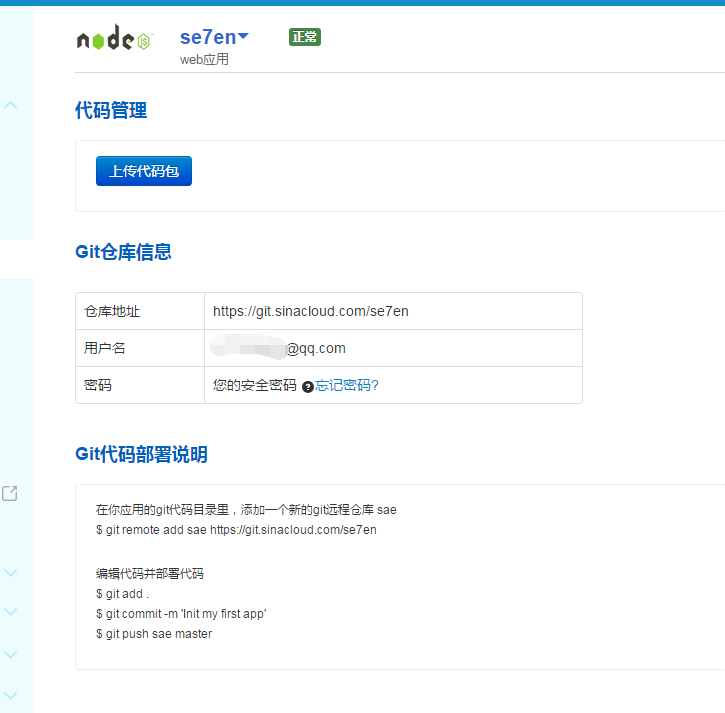 node JS
se7en
正常
web应用
代码管理
上传代码包
Git仓库信息
仓库地址 https://git.sinacloud.com/se7en
用户名 @qq.com
密码 您的安全密码 ? 忘记密码?
Git代码部署说明
在你应用的git代码目录里，添加一个新的git远程仓库 sae
$ git remote add sae https://git.sinacloud.com/se7en
编辑代码并部署代码
$ git add .
$ git commit -m 'Init my first app'
$ git push sae master